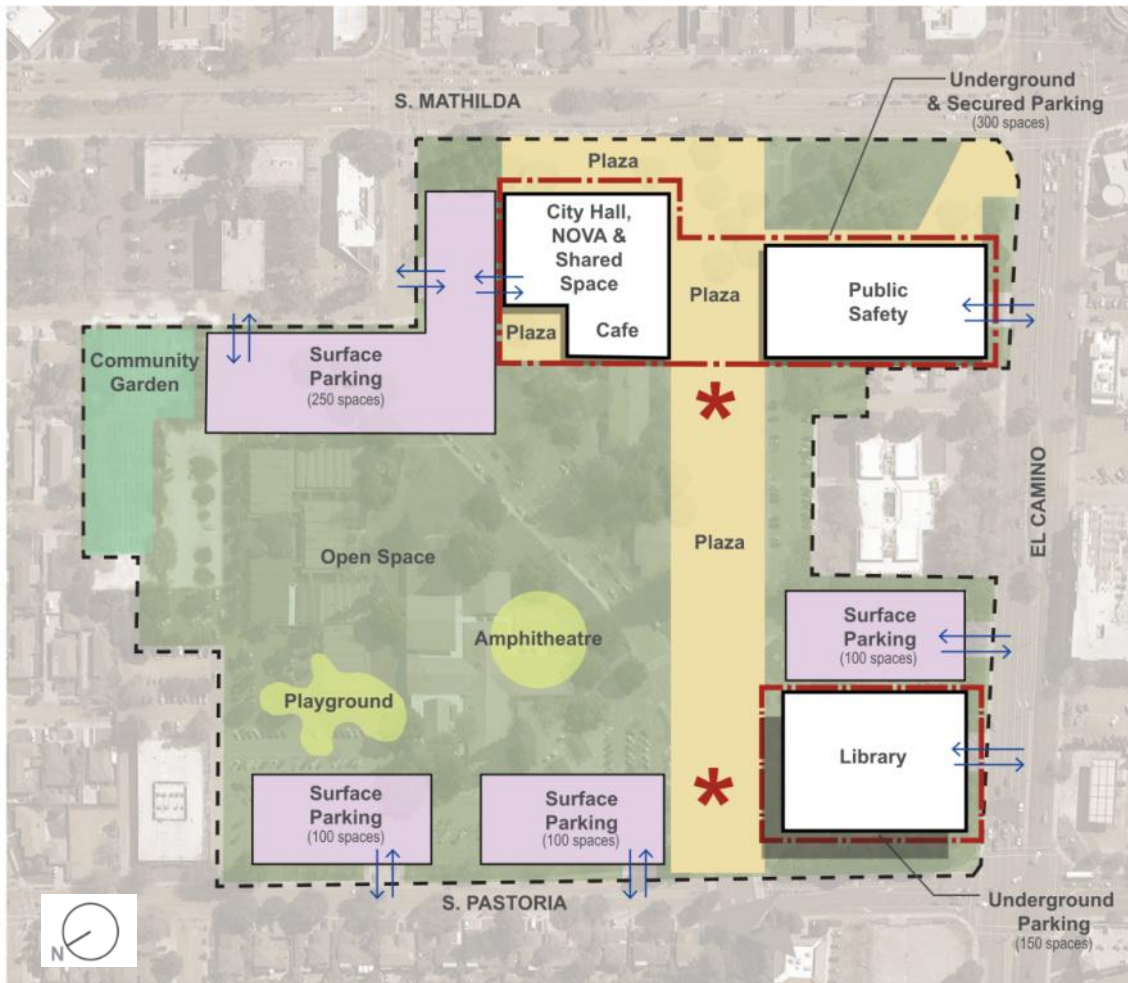 Underground
& Secured Parking
(300 spaces)
S. MATHILDA
Plaza
City Hall,
NOVA &
Shared
Space
Cafe
Plaza
Plaza
Public
Safety
Community
Garden
Surface
Parking
(250 spaces)
EL CAMINO
Open Space
Plaza
Amphitheatre
Playground
Surface
Parking
(100 spaces)
Library
Surface
Parking
(100 spaces)
Surface
Parking
(100 spaces)
S. PASTORIA
Underground
Parking
(150 spaces)
N